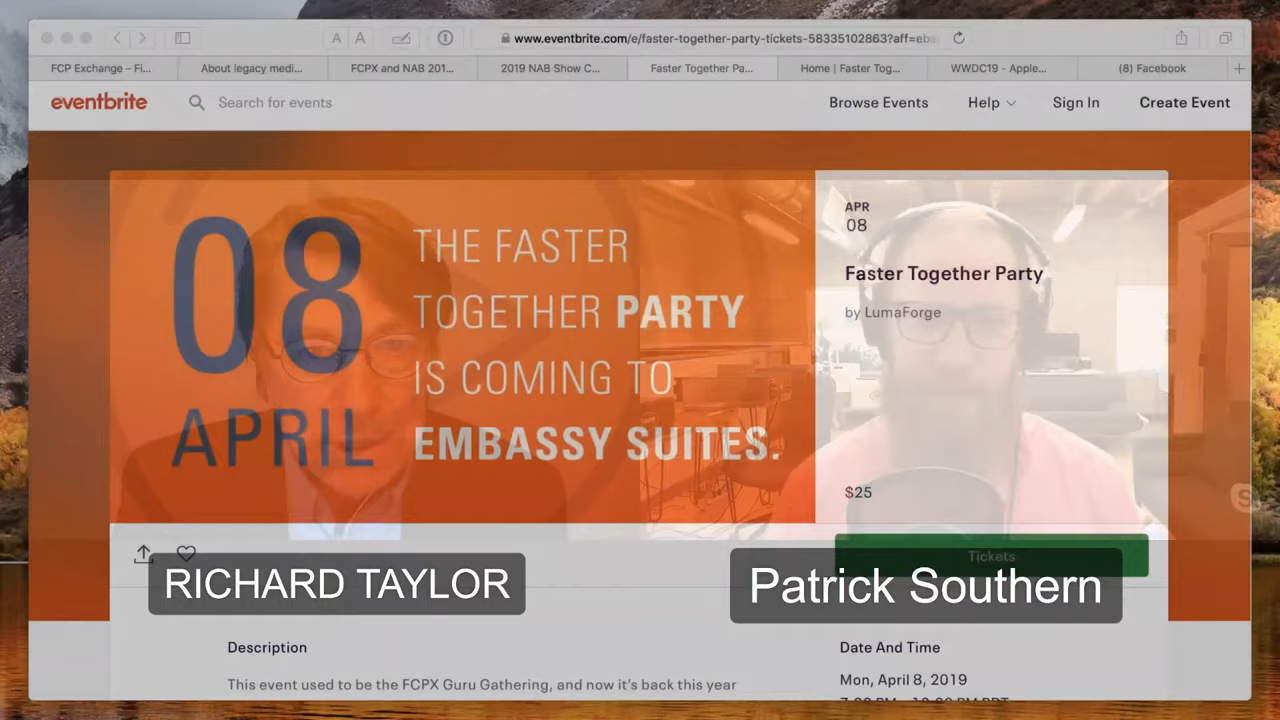 www.eventbrite.com/e/faster-together-party-tickets-58335102863?aff=eba
FCP Exchange – Fi...
About legacy medi...
FCPX and NAB 201...
2019 NAB Show C...
Faster Together Pa...
Home | Faster Tog...
WWDC19 - Apple...
(8) Facebook
eventbrite
Search for events
Browse Events
Help
Sign In
Create Event
08
APRIL
THE FASTER
TOGETHER PARTY
IS COMING TO
EMBASSY SUITES.
APR
08
Faster Together Party
by LumaForge
$25
Tickets
RICHARD TAYLOR
Patrick Southern
Description
This event used to be the FCPX Guru Gathering, and now it's back this year
Date And Time
Mon, April 8, 2019